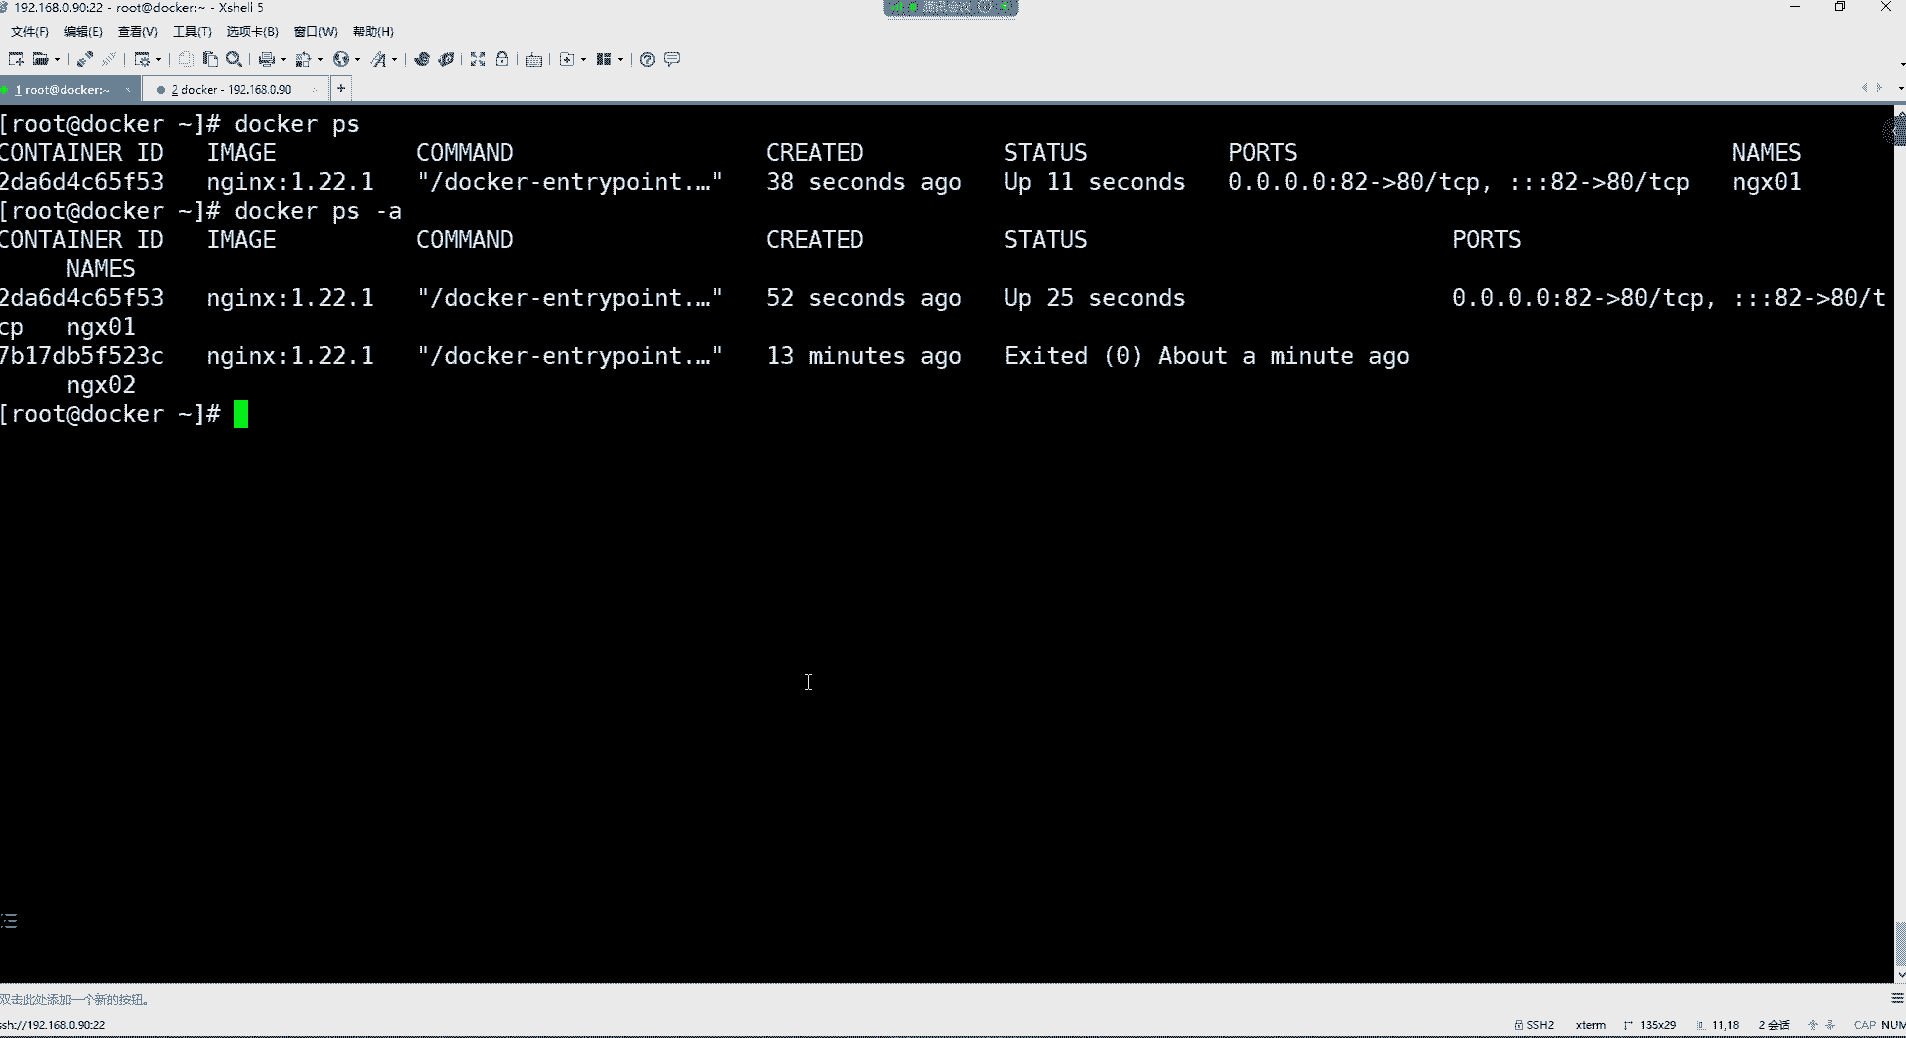 192.168.0.90:22 - root@docker:~ - Xshell 5
文件(F) 编辑(E) 查看(V) 工具(T) 选项卡(B) 窗口(W) 帮助(H)
1 root@docker:~ 2 docker - 192.168.0.90 +
[root@docker ~]# docker ps
CONTAINER ID IMAGE COMMAND CREATED STATUS PORTS NAMES
2da6d4c65f53 nginx:1.22.1 "/docker-entrypoint.…" 38 seconds ago Up 11 seconds 0.0.0.0:82->80/tcp, :::82->80/tcp ngx01
[root@docker ~]# docker ps -a
CONTAINER ID IMAGE COMMAND CREATED STATUS PORTS
NAMES
2da6d4c65f53 nginx:1.22.1 "/docker-entrypoint.…" 52 seconds ago Up 25 seconds 0.0.0.0:82->80/tcp, :::82->80/t
cp ngx01
7b17db5f523c nginx:1.22.1 "/docker-entrypoint.…" 13 minutes ago Exited (0) About a minute ago
ngx02
[root@docker ~]#
双击此处添加一个新的按钮。
ssh://192.168.0.90:22 SSH2 xterm 135x29 11,18 2 会话 CAP NUM